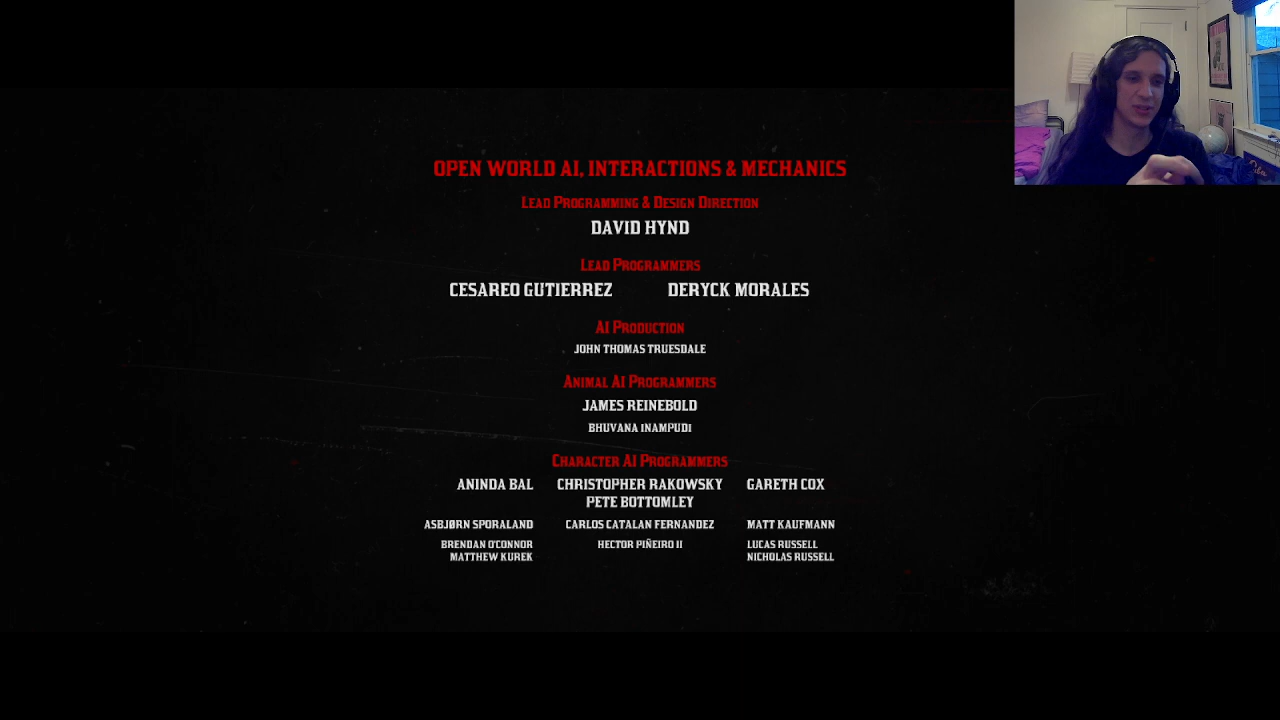 OPEN WORLD AI, INTERACTIONS & MECHANICS
LEAD PROGRAMMING & DESIGN DIRECTION
DAVID HYND
LEAD PROGRAMMERS
CESAREO GUTIERREZ DERYCK MORALES
AI PRODUCTION
JOHN THOMAS TRUESDALE
ANIMAL AI PROGRAMMERS
JAMES REINEBOLD
BHUVANA INAMPUDI
CHARACTER AI PROGRAMMERS
ANINDA BAL CHRISTOPHER RAKOWSKY GARETH COX
PETE BOTTOMLEY
ASBJØRN SPORALAND CARLOS CATALAN FERNANDEZ MATT KAUFMANN
BRENDAN O'CONNOR HECTOR PIÑEIRO II LUCAS RUSSELL
MATTHEW KUREK NICHOLAS RUSSELL